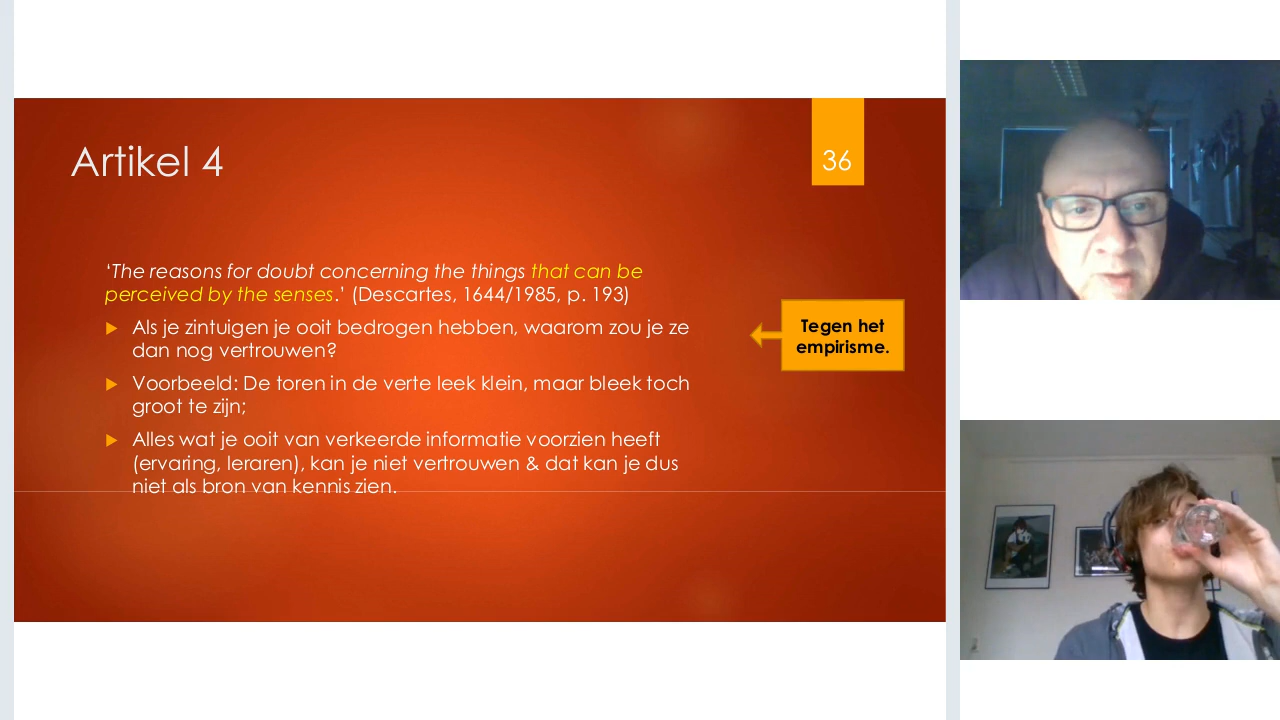 Artikel 4
36
‘The reasons for doubt concerning the things that can be
perceived by the senses.’ (Descartes, 1644/1985, p. 193)
Als je zintuigen je ooit bedrogen hebben, waarom zou je ze
dan nog vertrouwen?
Voorbeeld: De toren in de verte leek klein, maar bleek toch
groot te zijn;
Alles wat je ooit van verkeerde informatie voorzien heeft
(ervaring, leraren), kan je niet vertrouwen & dat kan je dus
niet als bron van kennis zien.
Tegen het
empirisme.